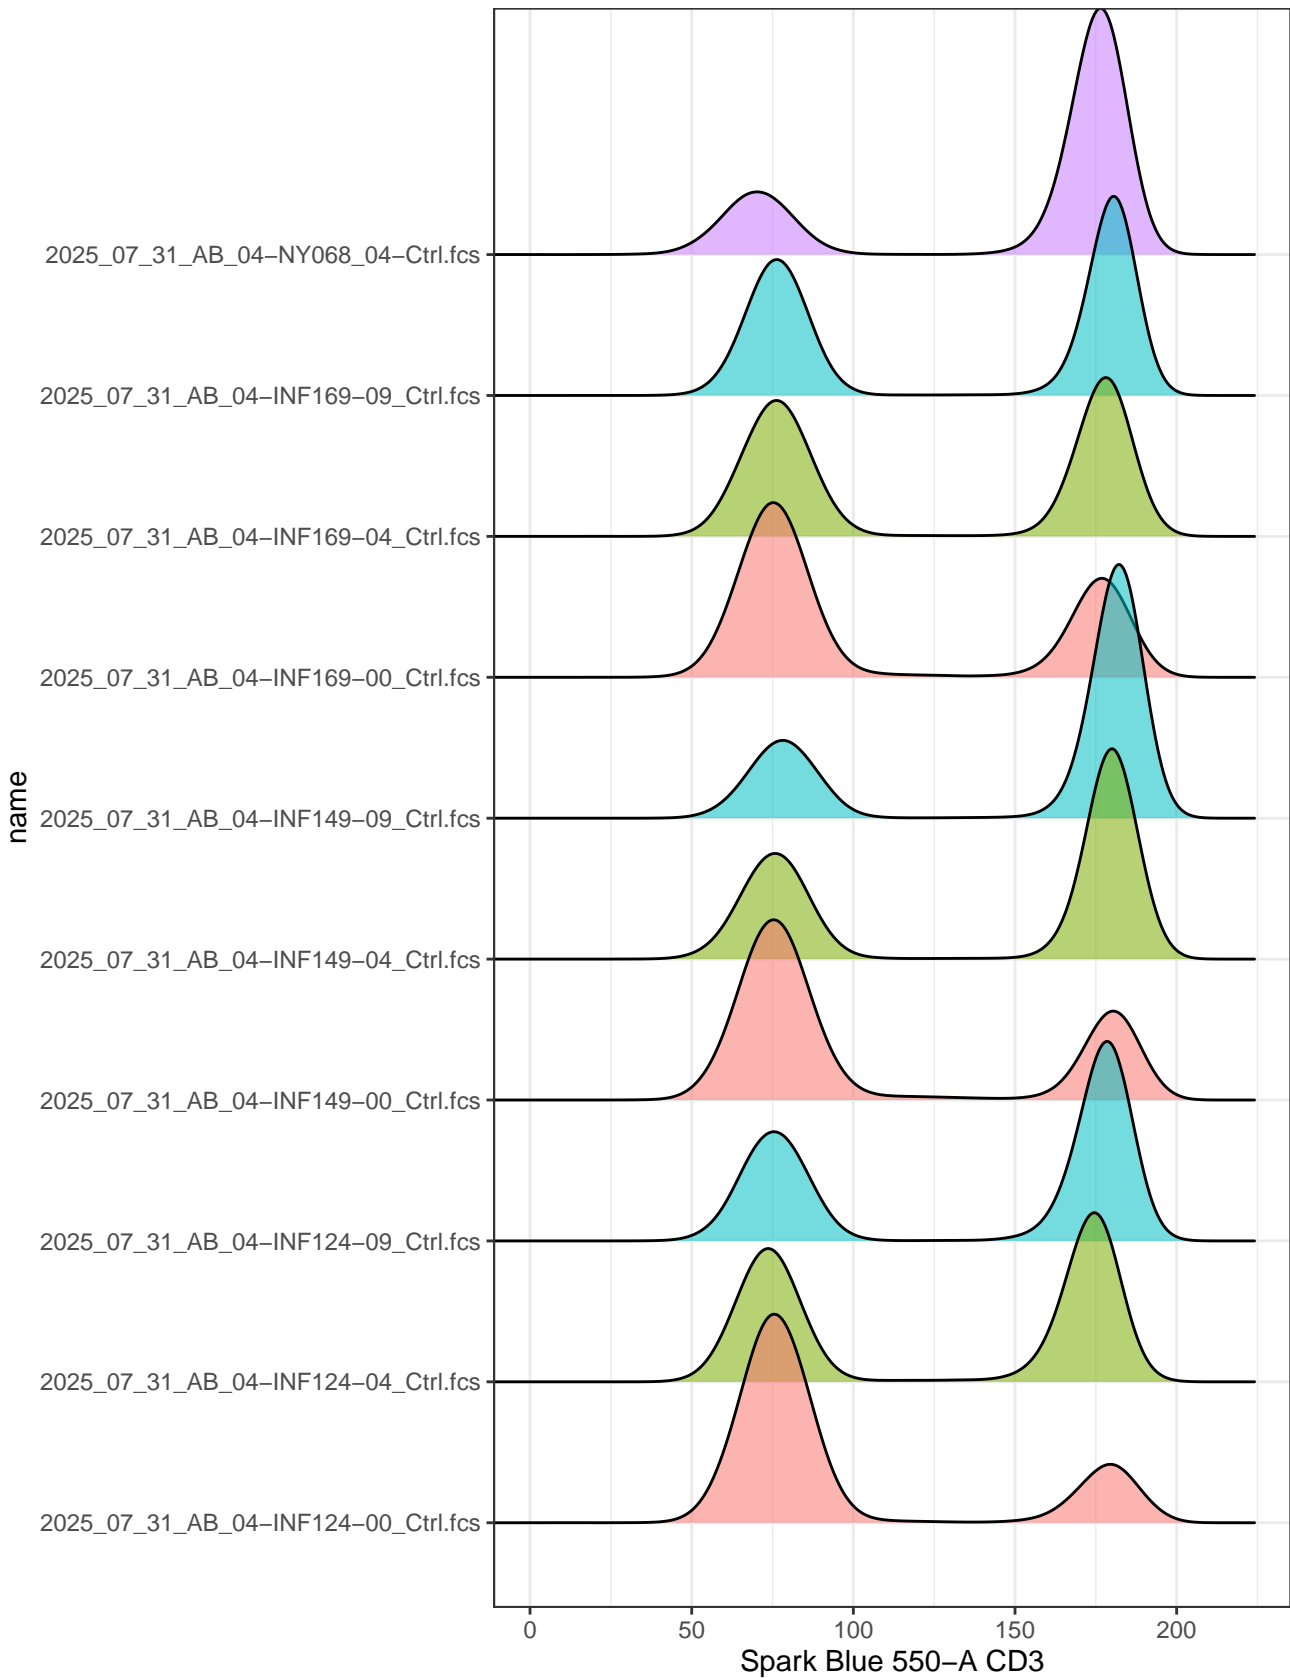 2025_07_31_AB_04−NY068_04−Ctrl.fcs
2025_07_31_AB_04−INF169−09_Ctrl.fcs
2025_07_31_AB_04−INF169−04_Ctrl.fcs
2025_07_31_AB_04−INF169−00_Ctrl.fcs
name
2025_07_31_AB_04−INF149−09_Ctrl.fcs
2025_07_31_AB_04−INF149−04_Ctrl.fcs
2025_07_31_AB_04−INF149−00_Ctrl.fcs
2025_07_31_AB_04−INF124−09_Ctrl.fcs
2025_07_31_AB_04−INF124−04_Ctrl.fcs
2025_07_31_AB_04−INF124−00_Ctrl.fcs
0 50 100 150 200
Spark Blue 550−A CD3